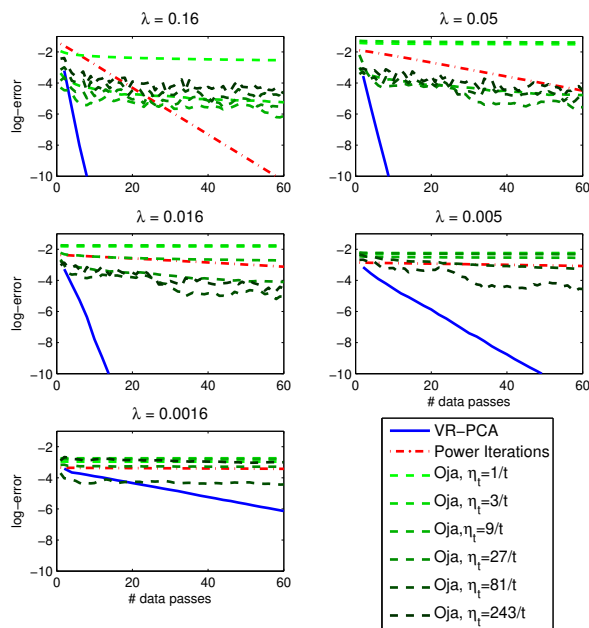 λ = 0.16
λ = 0.05
log−error
−2
−4
−6
−8
−10
0
20
40
60
−2
−4
−6
−8
−10
0
20
40
60
λ = 0.016
λ = 0.005
log−error
−2
−4
−6
−8
−10
0
20
40
60
−2
−4
−6
−8
−10
0
20
40
60
# data passes
λ = 0.0016
log−error
−2
−4
−6
−8
−10
0
20
40
60
# data passes
VR−PCA
Power Iterations
Oja, η_t=1/t
Oja, η_t=3/t
Oja,η_t=9/t
Oja, η_t=27/t
Oja, η_t=81/t
Oja, η_t=243/t